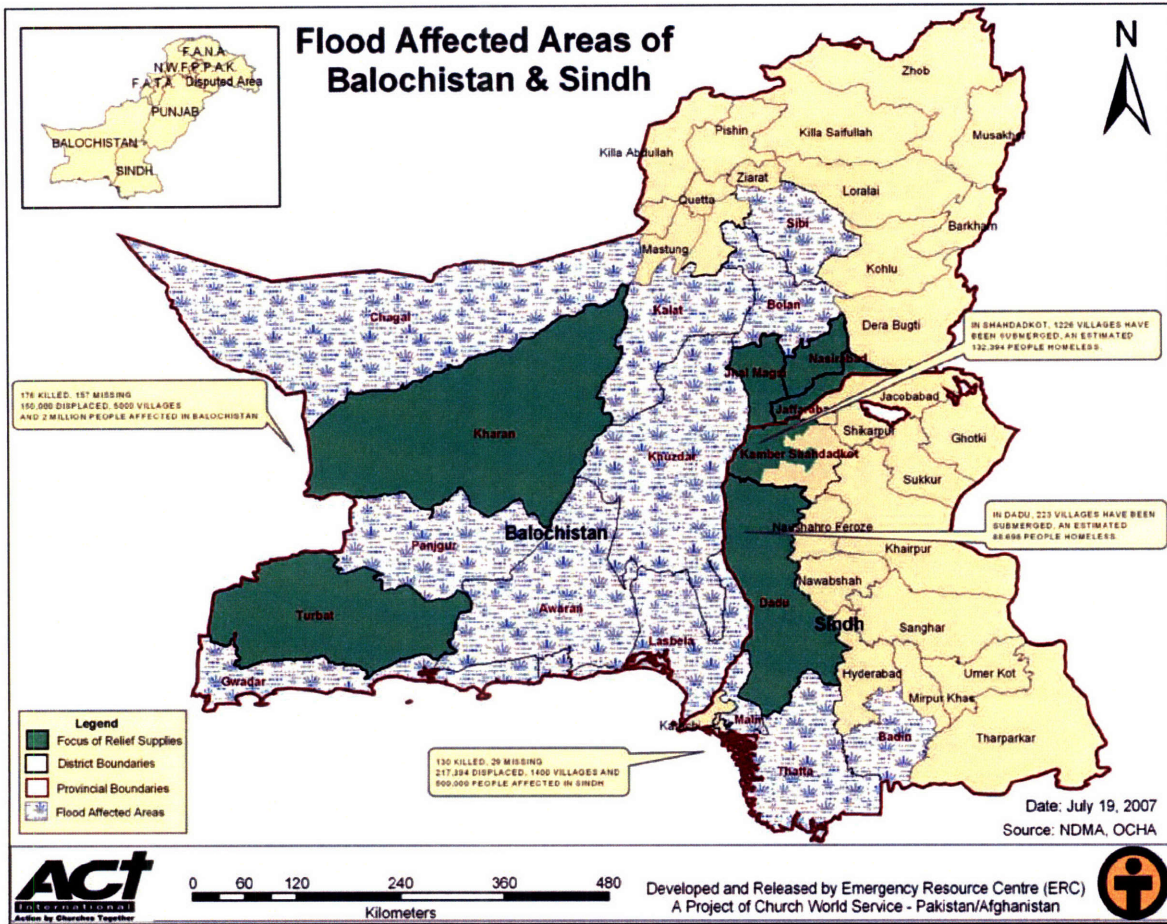 Flood Affected Areas of
Balochistan & Sindh
N
F.A.N.A
N.W.F.P P.A.K.
F.A.T.A. Disputed Area
PUNJAB
BALOCHISTAN
SINDH
Zhob
Pishin
Killa Saifullah
Musakhel
Killa Abdullah
Ziarat
Loralai
Quetta
Sibi
Barkham
Mastung
Kohlu
Kalat
Bolan
Chagai
Dera Bugti
IN SHAHDADKOT, 1226 VILLAGES HAVE
BEEN SUBMERGED, AN ESTIMATED
132,394 PEOPLE HOMELESS.
Nasirabad
Jhal Magsi
176 KILLED, 157 MISSING
150,000 DISPLACED, 5000 VILLAGES
AND 2 MILLION PEOPLE AFFECTED IN BALOCHISTAN
Jacobabad
Jaffaraba
Shikarpur
Ghotki
Kharan
Khuzdar
Kamber Shahdadkot
Sukkur
IN DADU, 223 VILLAGES HAVE BEEN
SUBMERGED, AN ESTIMATED
88,698 PEOPLE HOMELESS.
Naushahro Feroze
Balochistan
Khairpur
Panjgur
Nawabshah
Turbat
Awaran
Dadu
Sindh
Sanghar
Lasbela
Gwadar
Hyderabad
Umer Kot
Mirpur Khas
Karachi
Malir
Badin
Tharparkar
Thatta
130 KILLED, 29 MISSING
217,394 DISPLACED, 1400 VILLAGES AND
500,000 PEOPLE AFFECTED IN SINDH
Legend
Focus of Relief Supplies
District Boundaries
Provincial Boundaries
Flood Affected Areas
Date: July 19, 2007
Source: NDMA, OCHA
ACT
International
Action by Churches Together
0 60 120 240 360 480
Kilometers
Developed and Released by Emergency Resource Centre (ERC)
A Project of Church World Service - Pakistan/Afghanistan